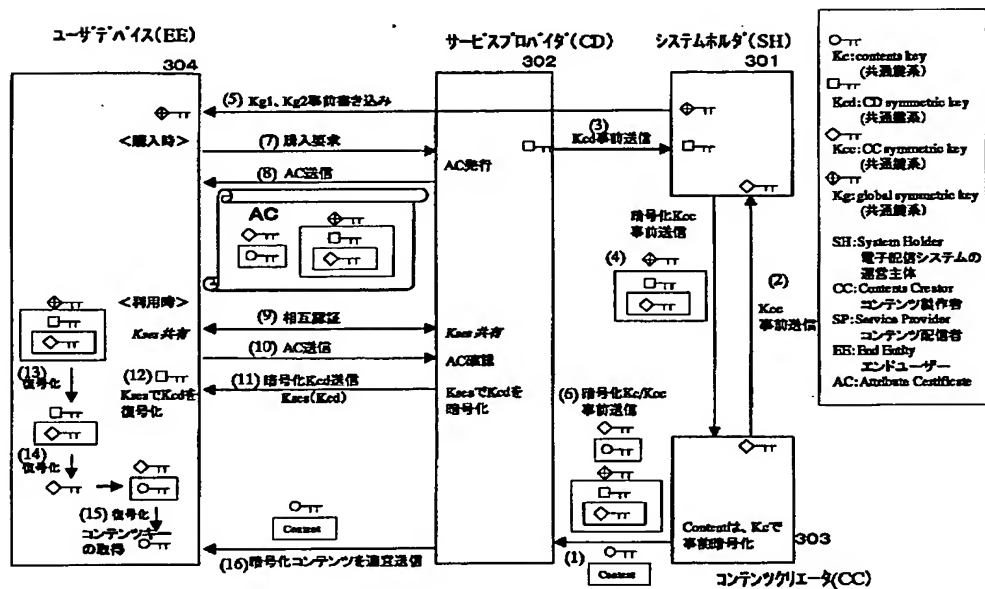 ユーザデバイス(EE)
304
サービスプロバイダ(CD)
302
システムホルダ(SH)
301
(5) Kg1、Kg2事前書き込み
<購入時>
(7) 購入要求
(8) AC送信
AC発行
(3)
Kcd事前送信
AC
暗号化Kcc
事前送信
(4)
(2)
Kcc
事前送信
<利用時>
Kses共有
(9) 相互認証
Kses共有
(10) AC送信
AC確認
(11) 暗号化Kcd送信
Kses(Kcd)
KsesでKcdを
暗号化
(12)
KsesでKcdを
復号化
(13)
復号化
(14)
復号化
(15) 復号化
コンテンツキー
の取得
(6) 暗号化Kc/Kcc
事前送信
Content
(16)暗号化コンテンツを適宜送信
(1)
Content
Contentは、Kcで
事前暗号化
303
コンテンツクリエータ(CC)
Kc:contents key
(共通鍵系)
Kcd:CD symmetric key
(共通鍵系)
Kcc:CC symmetric key
(共通鍵系)
Kg:global symmetric key
(共通鍵系)
SH:System Holder
電子配信システムの
運営主体
CC:Contents Creator
コンテンツ製作者
SP:Service Provider
コンテンツ配信者
EE:End Entity
エンドユーザー
AC:Attribute Certificate